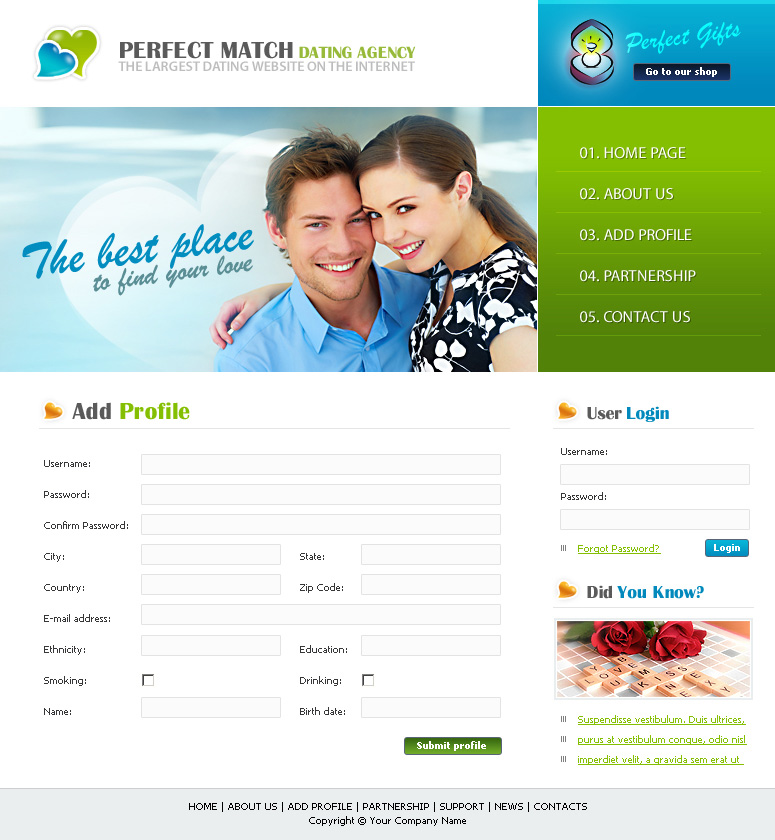 PERFECT MATCH DATING AGENCY
THE LARGEST DATING WEBSITE ON THE INTERNET
Perfect Gifts
Go to our shop
The best place
to find your love
01. HOME PAGE
02. ABOUT US
03. ADD PROFILE
04. PARTNERSHIP
05. CONTACT US
Add Profile
Username:
Password:
Confirm Password:
City:
State:
Country:
Zip Code:
E-mail address:
Ethnicity:
Education:
Smoking:
Drinking:
Name:
Birth date:
Submit profile
User Login
Username:
Password:
Forgot Password?
Login
Did You Know?
Suspendisse vestibulum. Duis ultrices,
purus at vestibulum congue, odio nisl
imperdiet velit, a gravida sem erat ut
HOME | ABOUT US | ADD PROFILE | PARTNERSHIP | SUPPORT | NEWS | CONTACTS
Copyright © Your Company Name